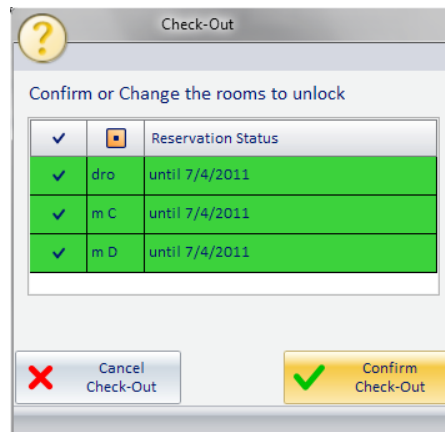 Check-Out
Confirm or Change the rooms to unlock
Reservation Status
dro until 7/4/2011
m C until 7/4/2011
m D until 7/4/2011
Cancel Confirm
Check-Out Check-Out